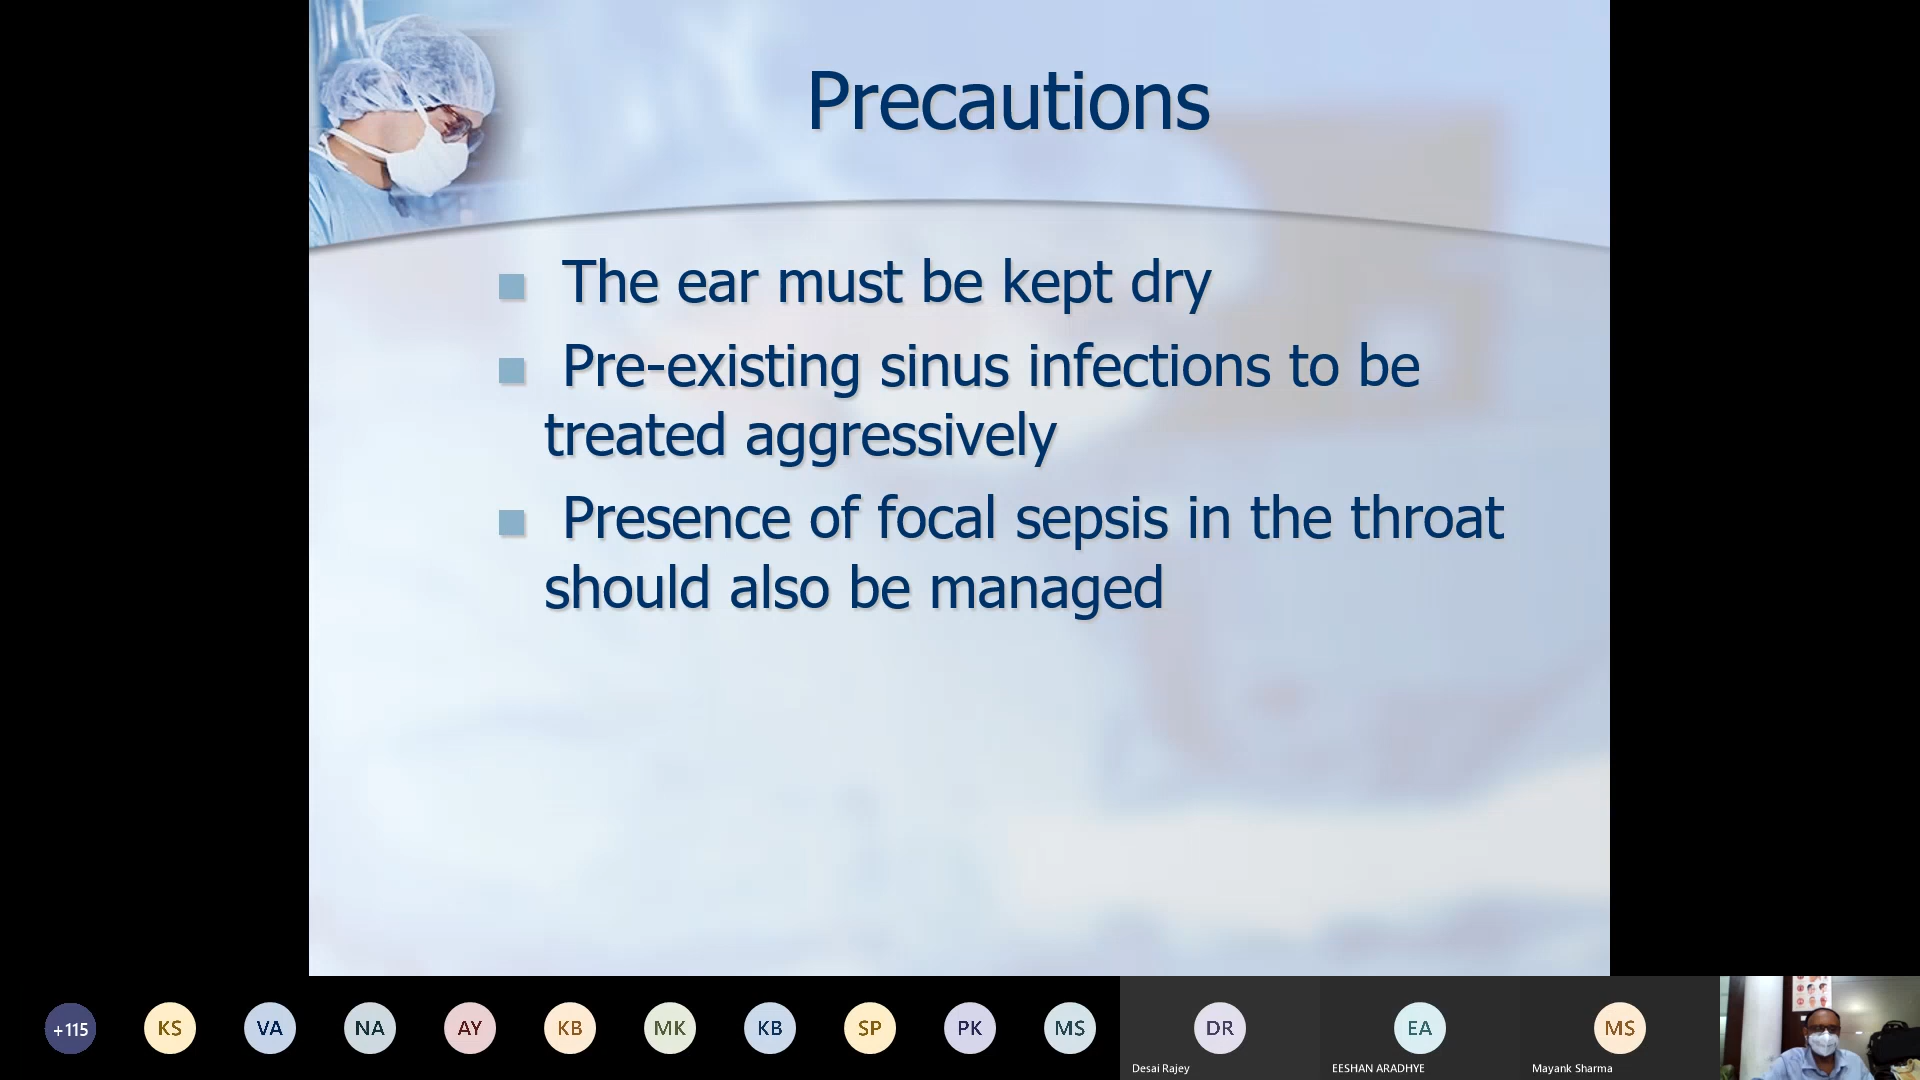 Precautions
The ear must be kept dry
Pre-existing sinus infections to be
treated aggressively
Presence of focal sepsis in the throat
should also be managed
+115
KS
VA
NA
AY
KB
MK
KB
SP
PK
MS
DR
Desai Rajey
EA
EESHAN ARADHYE
MS
Mayank Sharma